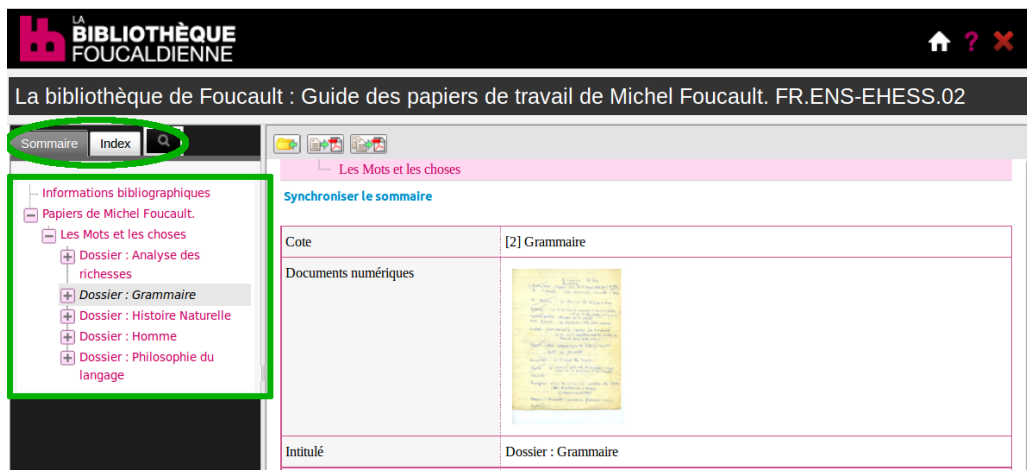 LA
BIBLIOTHÈQUE
FOUCALDIENNE
?
La bibliothèque de Foucault : Guide des papiers de travail de Michel Foucault. FR.ENS-EHESS.02
Sommaire Index
Informations bibliographiques
Papiers de Michel Foucault.
Les Mots et les choses
Dossier : Analyse des
richesses
Dossier : Grammaire
Dossier : Histoire Naturelle
Dossier : Homme
Dossier : Philosophie du
langage
Les Mots et les choses
Synchroniser le sommaire
Cote [2] Grammaire
Documents numériques
Intitulé Dossier : Grammaire